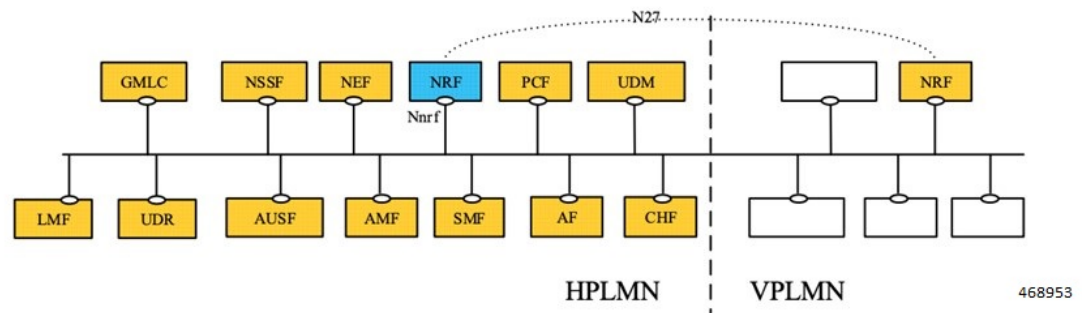 N27
GMLC
NSSF
NEF
NRF
PCF
UDM
NRF
Nnrf
LMF
UDR
AUSF
AMF
SMF
AF
CHF
HPLMN
VPLMN
468953